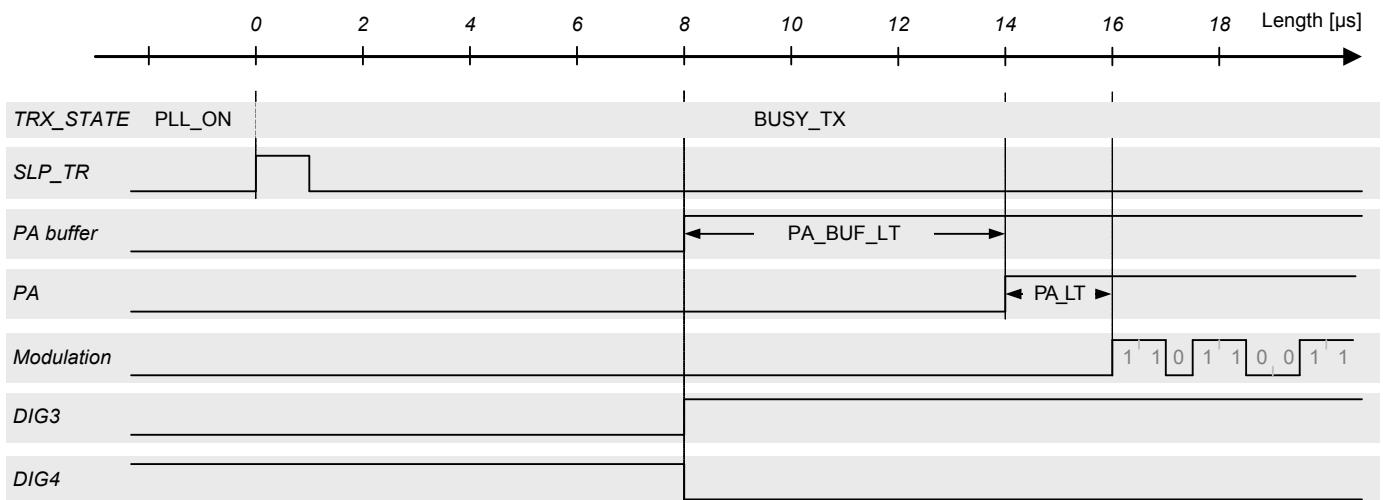 0 2 4 6 8 10 12 14 16 18 Length [µs]
TRX_STATE PLL_ON BUSY_TX
SLP_TR
PA buffer PA_BUF_LT
PA PA_LT
Modulation 1 1 0 1 1 0 0 1 1
DIG3
DIG4